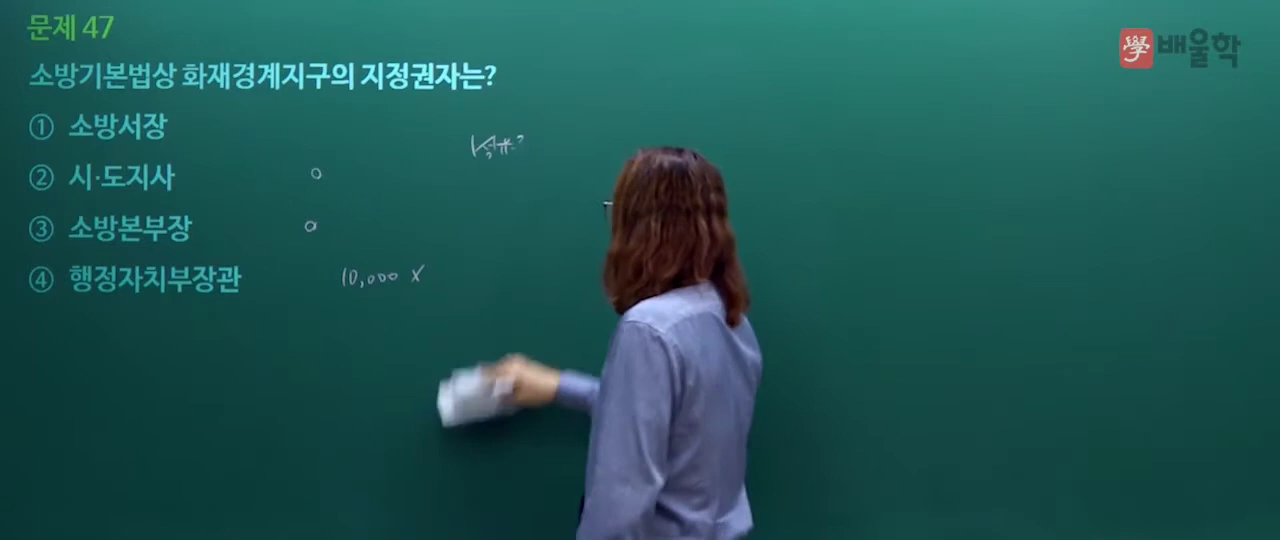 문제 47
學 배울학
소방기본법상 화재경계지구의 지정권자는?
① 소방서장
② 시·도지사
③ 소방본부장
④ 행정자치부장관
10,000 X